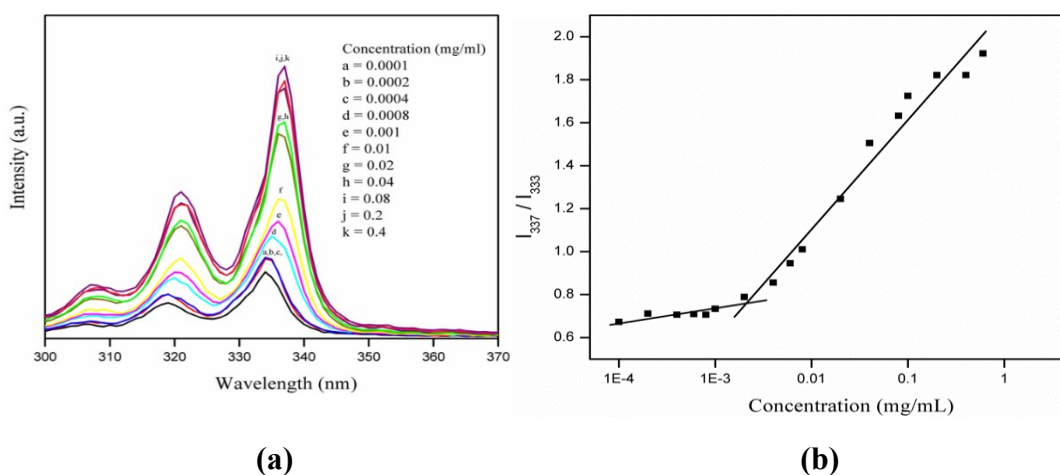 Concentration (mg/ml)
a = 0.0001
b = 0.0002
c = 0.0004
d = 0.0008
e = 0.001
f = 0.01
g = 0.02
h = 0.04
i = 0.08
j = 0.2
k = 0.4
i,j,k
g,h
f
e
d
a,b,c,
Intensity (a.u.)
300 310 320 330 340 350 360 370
Wavelength (nm)
(a)
I337 / I333
2.0
1.8
1.6
1.4
1.2
1.0
0.8
0.6
1E-4 1E-3 0.01 0.1 1
Concentration (mg/mL)
(b)